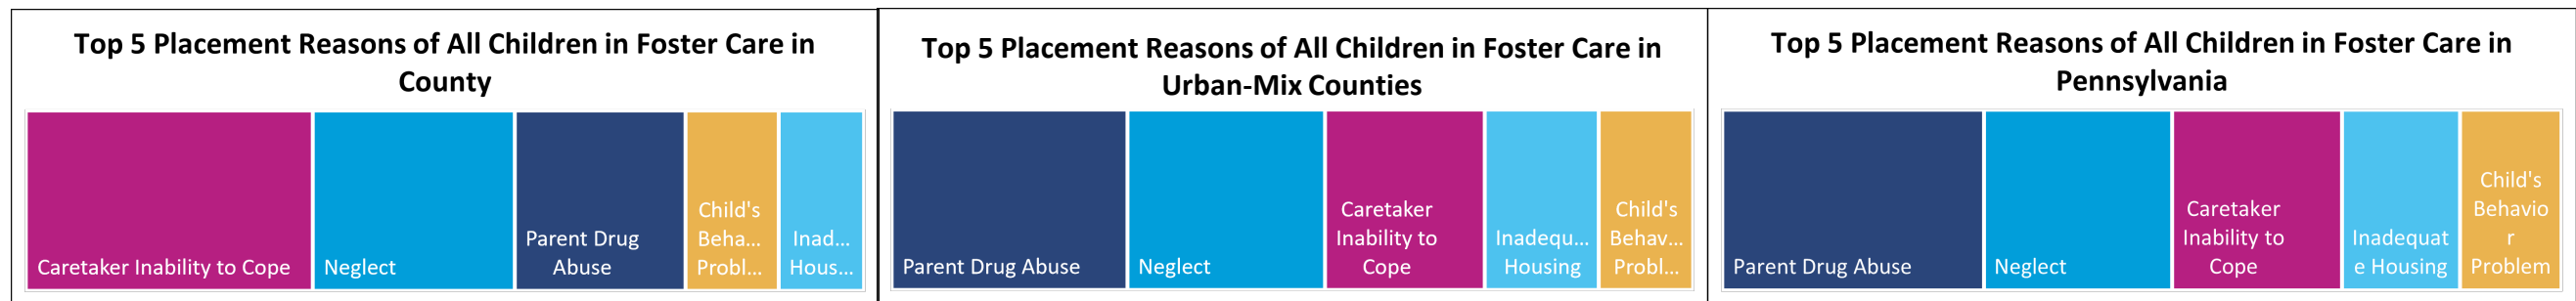 Top 5 Placement Reasons of All Children in Foster Care in
County
Caretaker Inability to Cope
Neglect
Parent Drug
Abuse
Child's
Beha...
Probl...
Inad...
Hous...
Top 5 Placement Reasons of All Children in Foster Care in
Urban-Mix Counties
Parent Drug Abuse
Neglect
Caretaker
Inability to
Cope
Inadequ...
Housing
Child's
Behav...
Probl...
Top 5 Placement Reasons of All Children in Foster Care in
Pennsylvania
Parent Drug Abuse
Neglect
Caretaker
Inability to
Cope
Inadequat
e Housing
Child's
Behavio
r
Problem